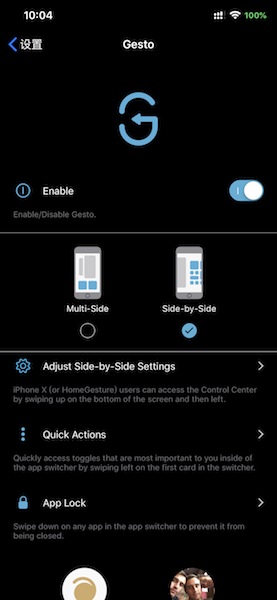 10:04
100%
设置
Gesto
Enable
Enable/Disable Gesto.
Multi-Side
Side-by-Side
Adjust Side-by-Side Settings
iPhone X (or HomeGesture) users can access the Control Center
by swiping up on the bottom of the screen and then left.
Quick Actions
Quickly access toggles that are most important to you inside of
the app switcher by swiping left on the first card in the switcher.
App Lock
Swipe down on any app in the app switcher to prevent it from
being closed.